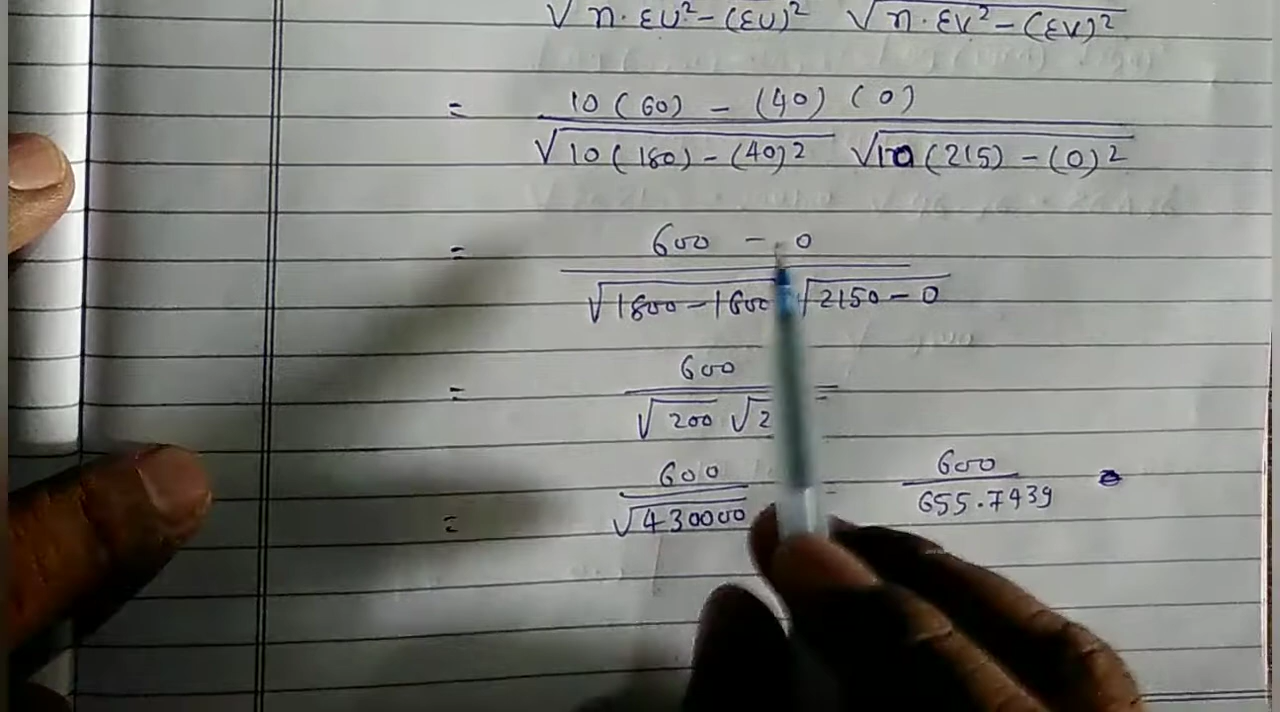 √n·ΣU²-(ΣU)² √n·ΣV²-(ΣV)²
= 10(60) - (40) (0)
√10(180)-(40)² √10(215)-(0)²
= 600 - 0
√1800-1600 √2150-0
= 600
√200 √2
= 600 = 600
√430000 655.7439